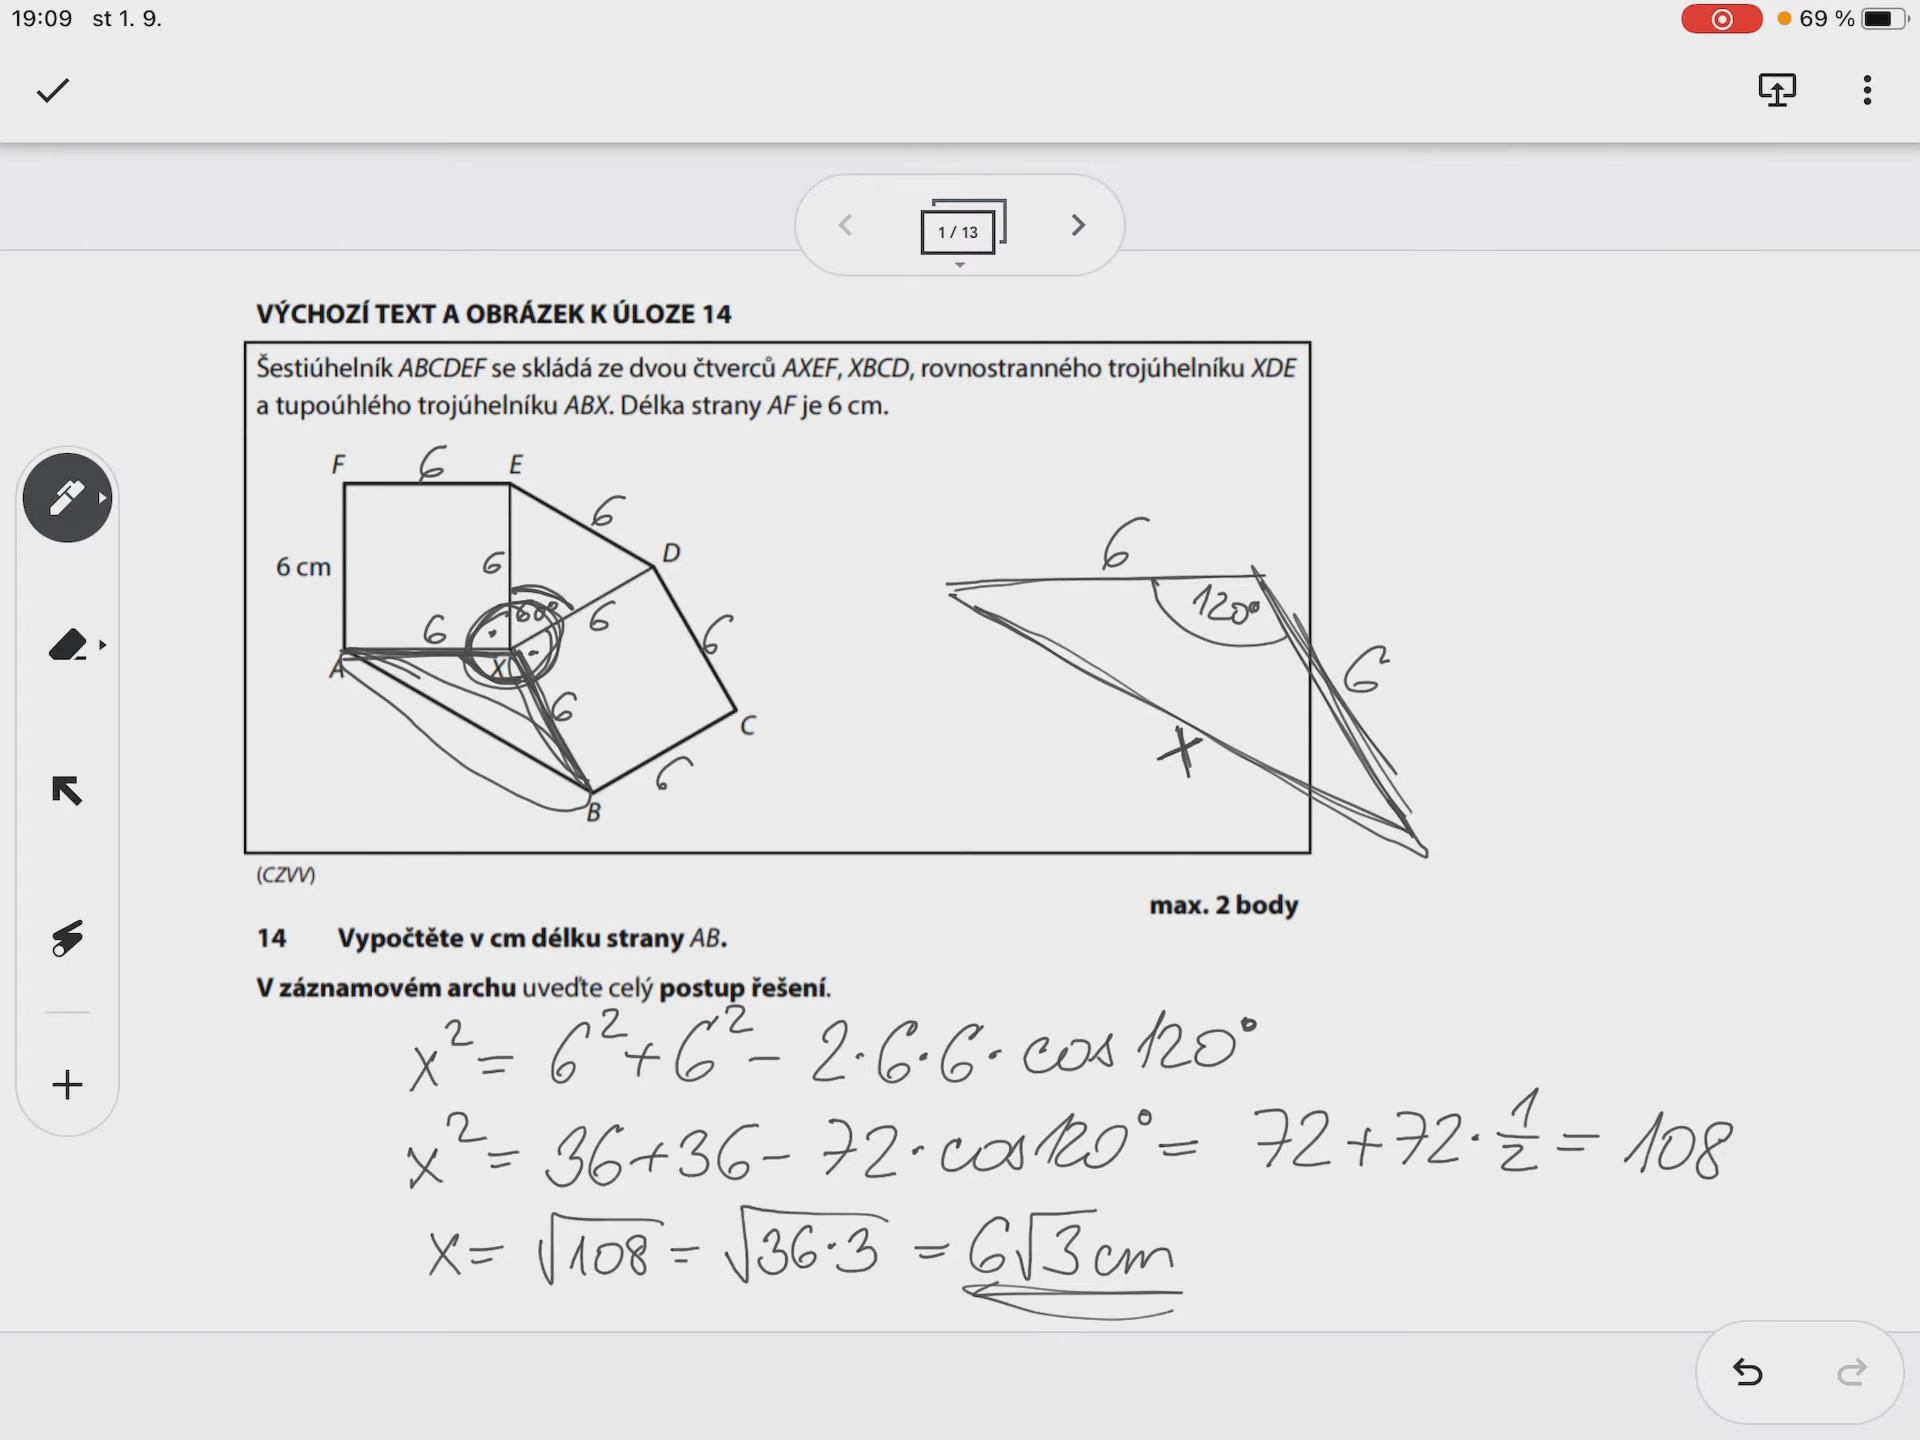 19:09 st 1. 9.
69 %
1 / 13
VÝCHOZÍ TEXT A OBRÁZEK K ÚLOZE 14
Šestiúhelník ABCDEF se skládá ze dvou čtverců AXEF, XBCD, rovnostranného trojúhelníku XDE
a tupoúhlého trojúhelníku ABX. Délka strany AF je 6 cm.
F 6 E
6
D
6 cm
6
60°
6
6
6
A
X
6
C
6
B
6
120°
6
x
(CZVV)
max. 2 body
14 Vypočtěte v cm délku strany AB.
V záznamovém archu uveďte celý postup řešení.
x² = 6² + 6² - 2·6·6· cos 120°
x² = 36+36 - 72 · cos120° = 72+72· 1/2 = 108
x = √108 = √36·3 = 6√3 cm